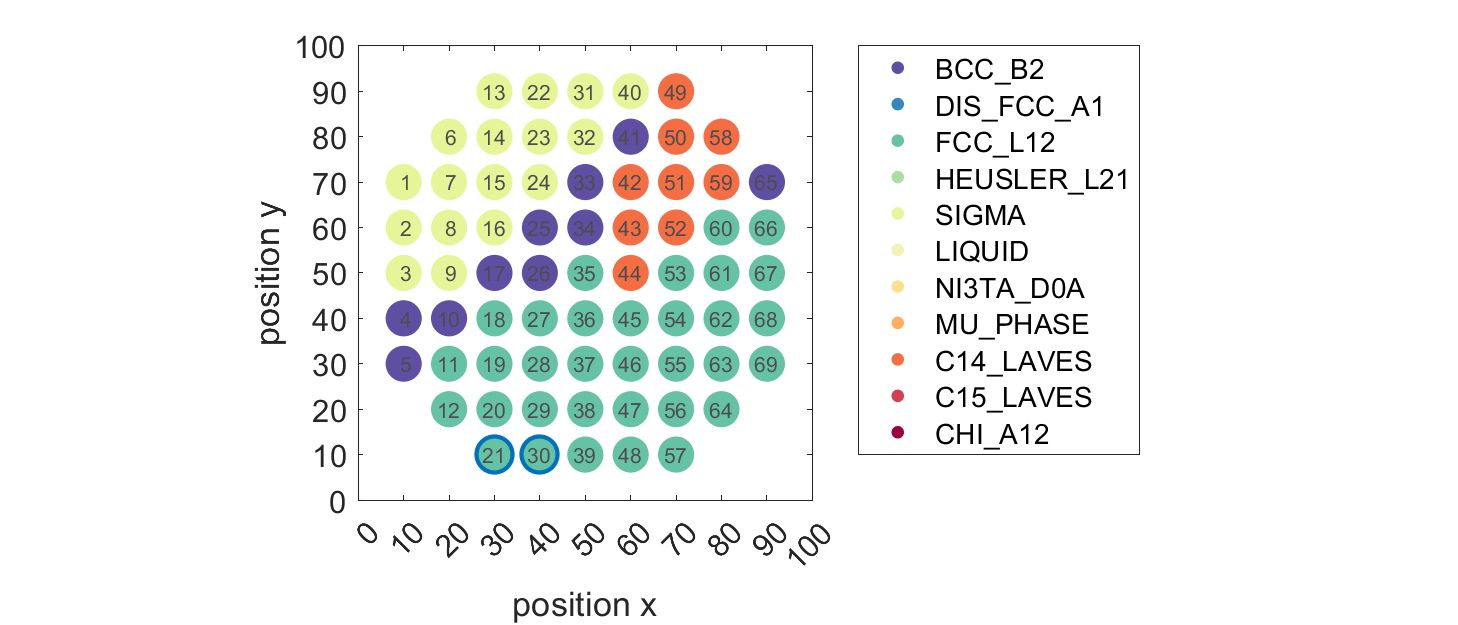 100
90 13 22 31 40 49
80 6 14 23 32 41 50 58
70 1 7 15 24 33 42 51 59 65
60 2 8 16 25 34 43 52 60 66
50 3 9 17 26 35 44 53 61 67
40 4 10 18 27 36 45 54 62 68
30 5 11 19 28 37 46 55 63 69
20 12 20 29 38 47 56 64
10 21 30 39 48 57
0
0 10 20 30 40 50 60 70 80 90 100
position x
position y
BCC_B2
DIS_FCC_A1
FCC_L12
HEUSLER_L21
SIGMA
LIQUID
NI3TA_D0A
MU_PHASE
C14_LAVES
C15_LAVES
CHI_A12